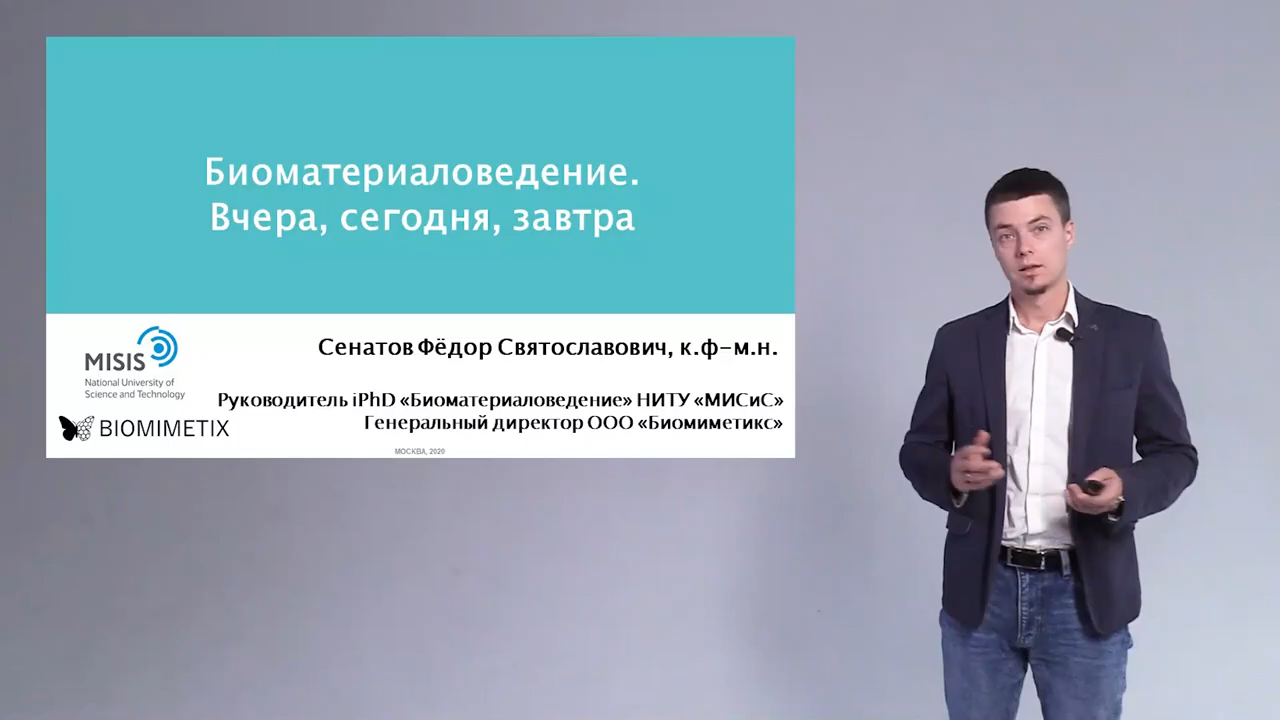 Биоматериаловедение.
Вчера, сегодня, завтра
MISIS
National University of
Science and Technology
BIOMIMETIX
Сенатов Фёдор Святославович, к.ф-м.н.
Руководитель iPhD «Биоматериаловедение» НИТУ «МИСиС»
Генеральный директор ООО «Биомиметикс»
МОСКВА, 2020